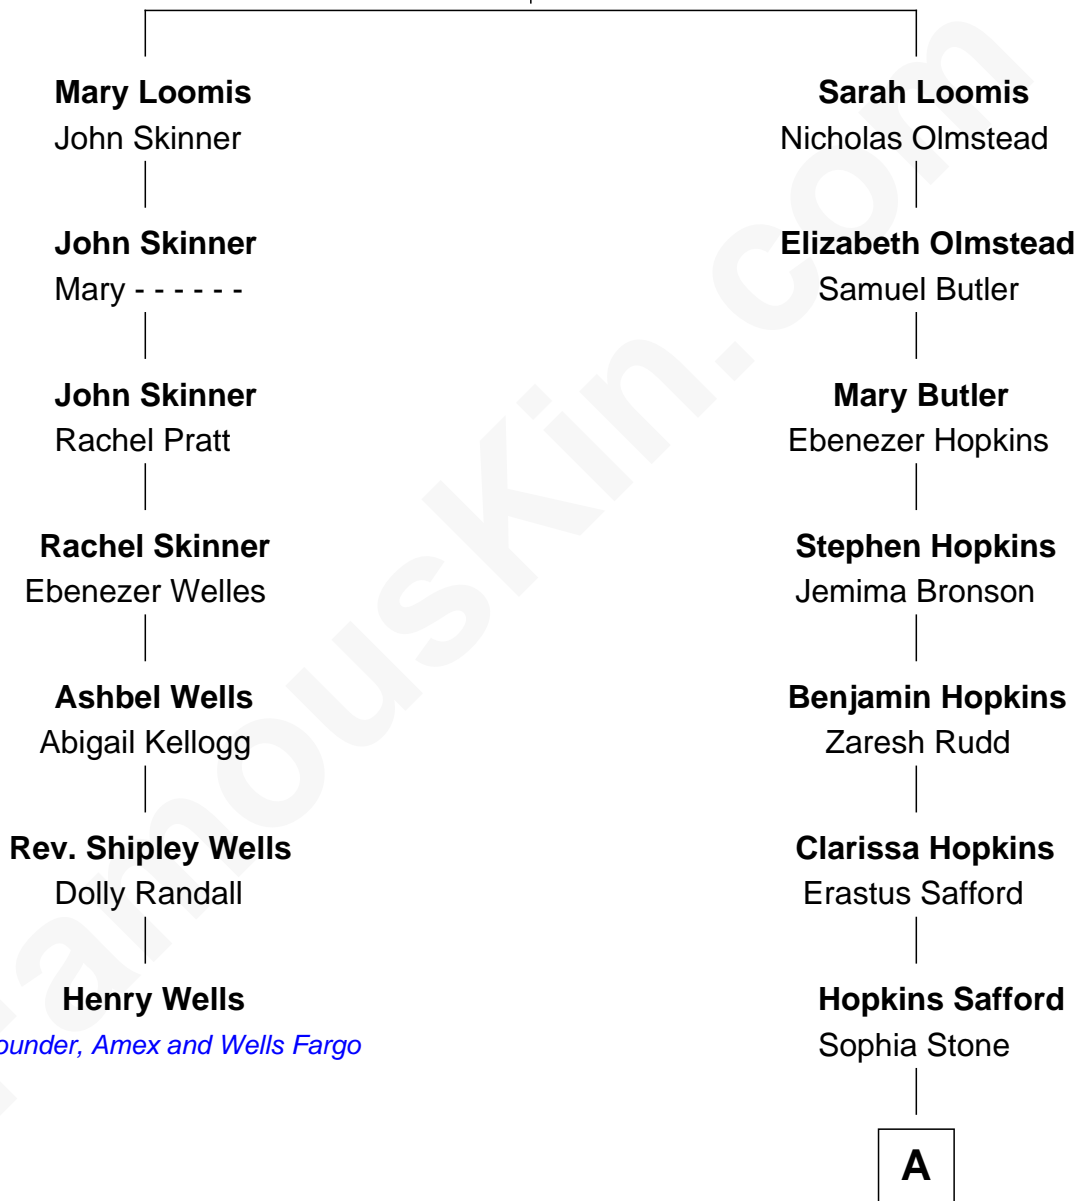 Mary Loomis
John Skinner
John Skinner
Mary - - - - - -
John Skinner
Rachel Pratt
Rachel Skinner
Ebenezer Welles
Ashbel Wells
Abigail Kellogg
Rev. Shipley Wells
Dolly Randall
Henry Wells
ounder, Amex and Wells Fargo
Sarah Loomis
Nicholas Olmstead
Elizabeth Olmstead
Samuel Butler
Mary Butler
Ebenezer Hopkins
Stephen Hopkins
Jemima Bronson
Benjamin Hopkins
Zaresh Rudd
Clarissa Hopkins
Erastus Safford
Hopkins Safford
Sophia Stone
A
FamousKin.com